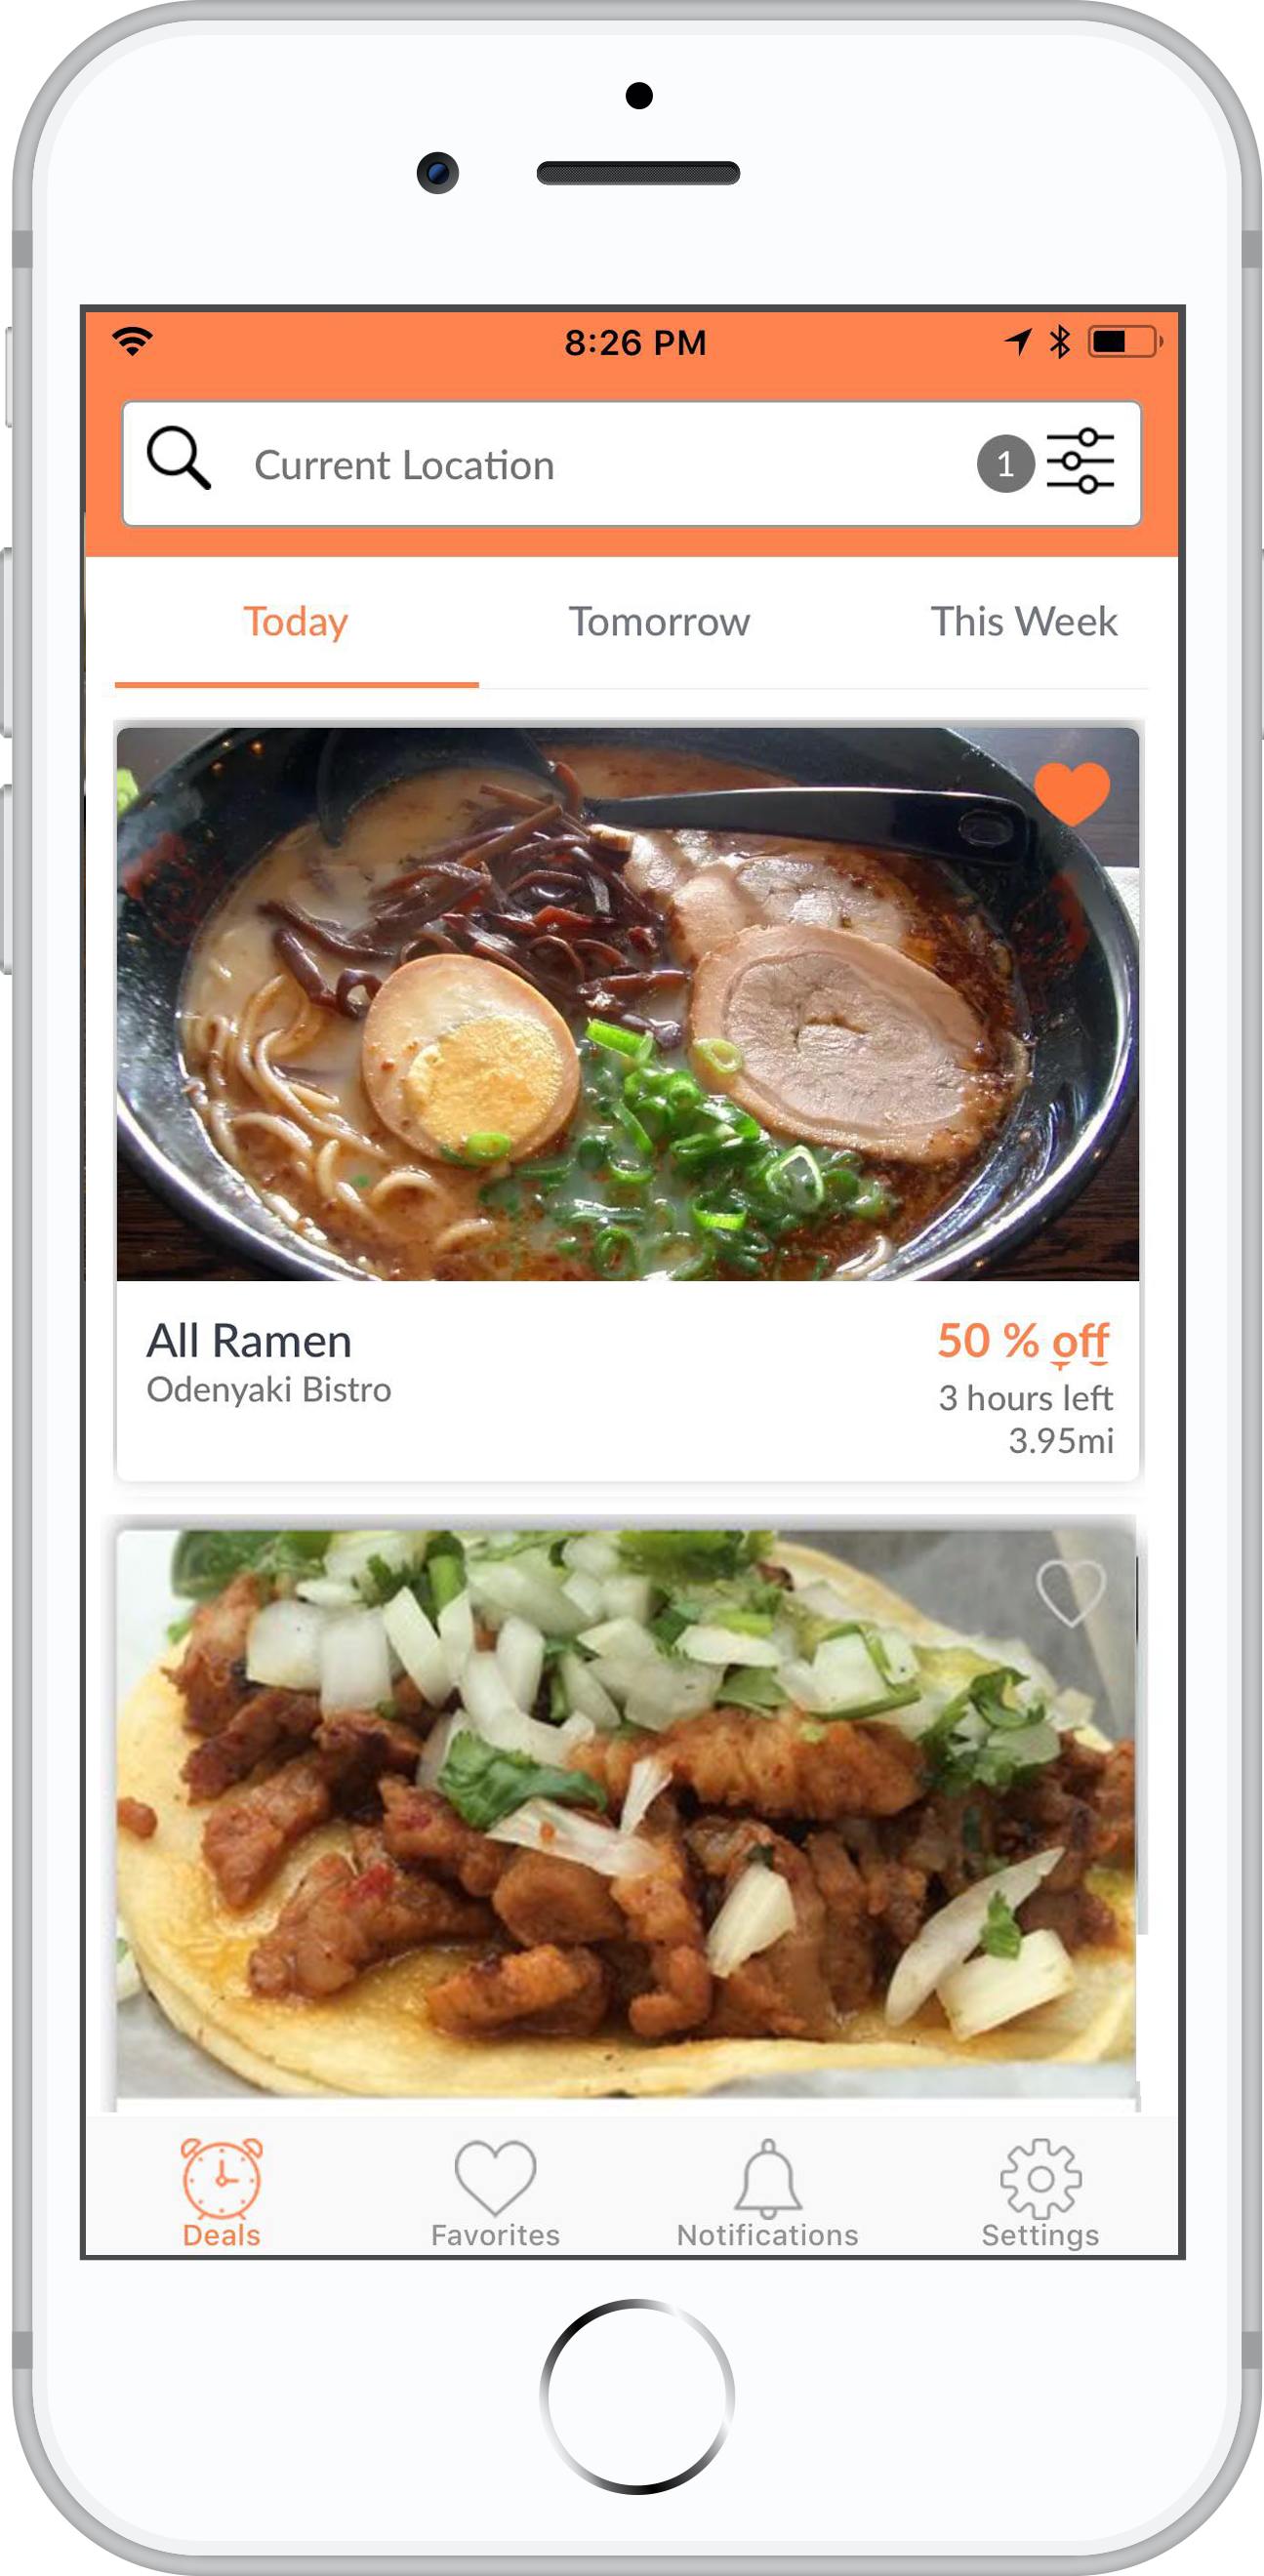 8:26 PM
Current Location 1
Today Tomorrow This Week
All Ramen 50 % off
Odenyaki Bistro 3 hours left
3.95mi
Deals Favorites Notifications Settings